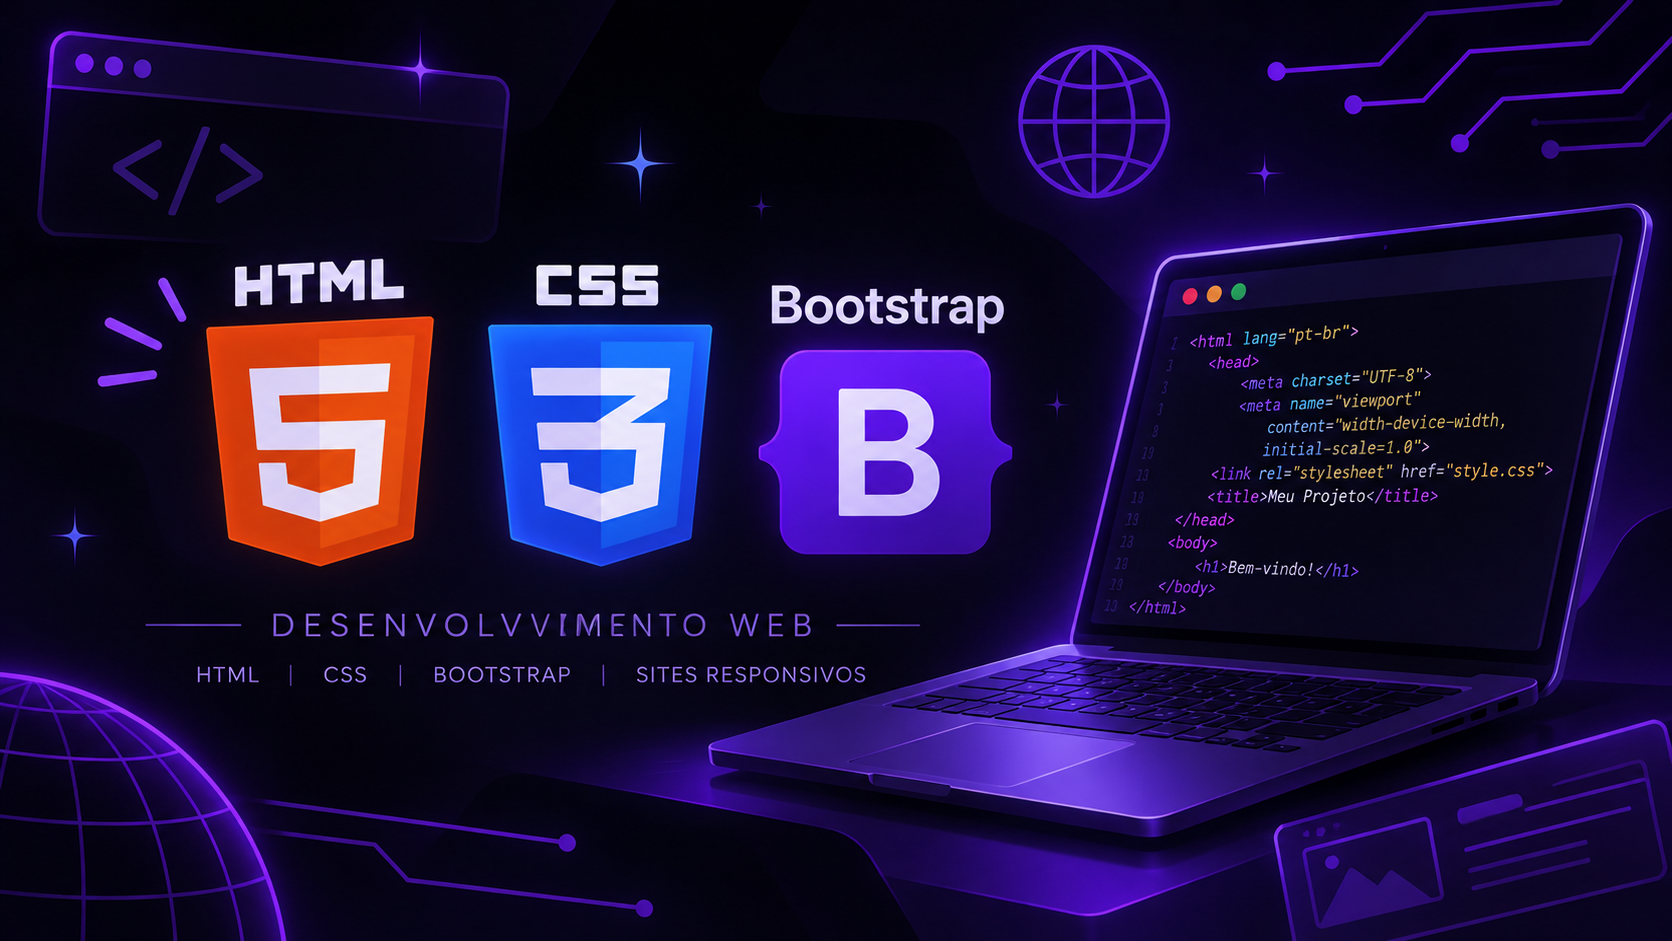 </>
HTML
CSS
Bootstrap
5
3
B
DESENVOLVVIMENTO WEB
HTML | CSS | BOOTSTRAP | SITES RESPONSIVOS
<html lang="pt-br">
<head>
<meta charset="UTF-8">
<meta name="viewport"
content="width-device-width,
initial-scale=1.0">
<link rel="stylesheet" href="style.css">
<title>Meu Projeto</title>
</head>
<body>
<h1>Bem-vindo!</h1>
</body>
</html>